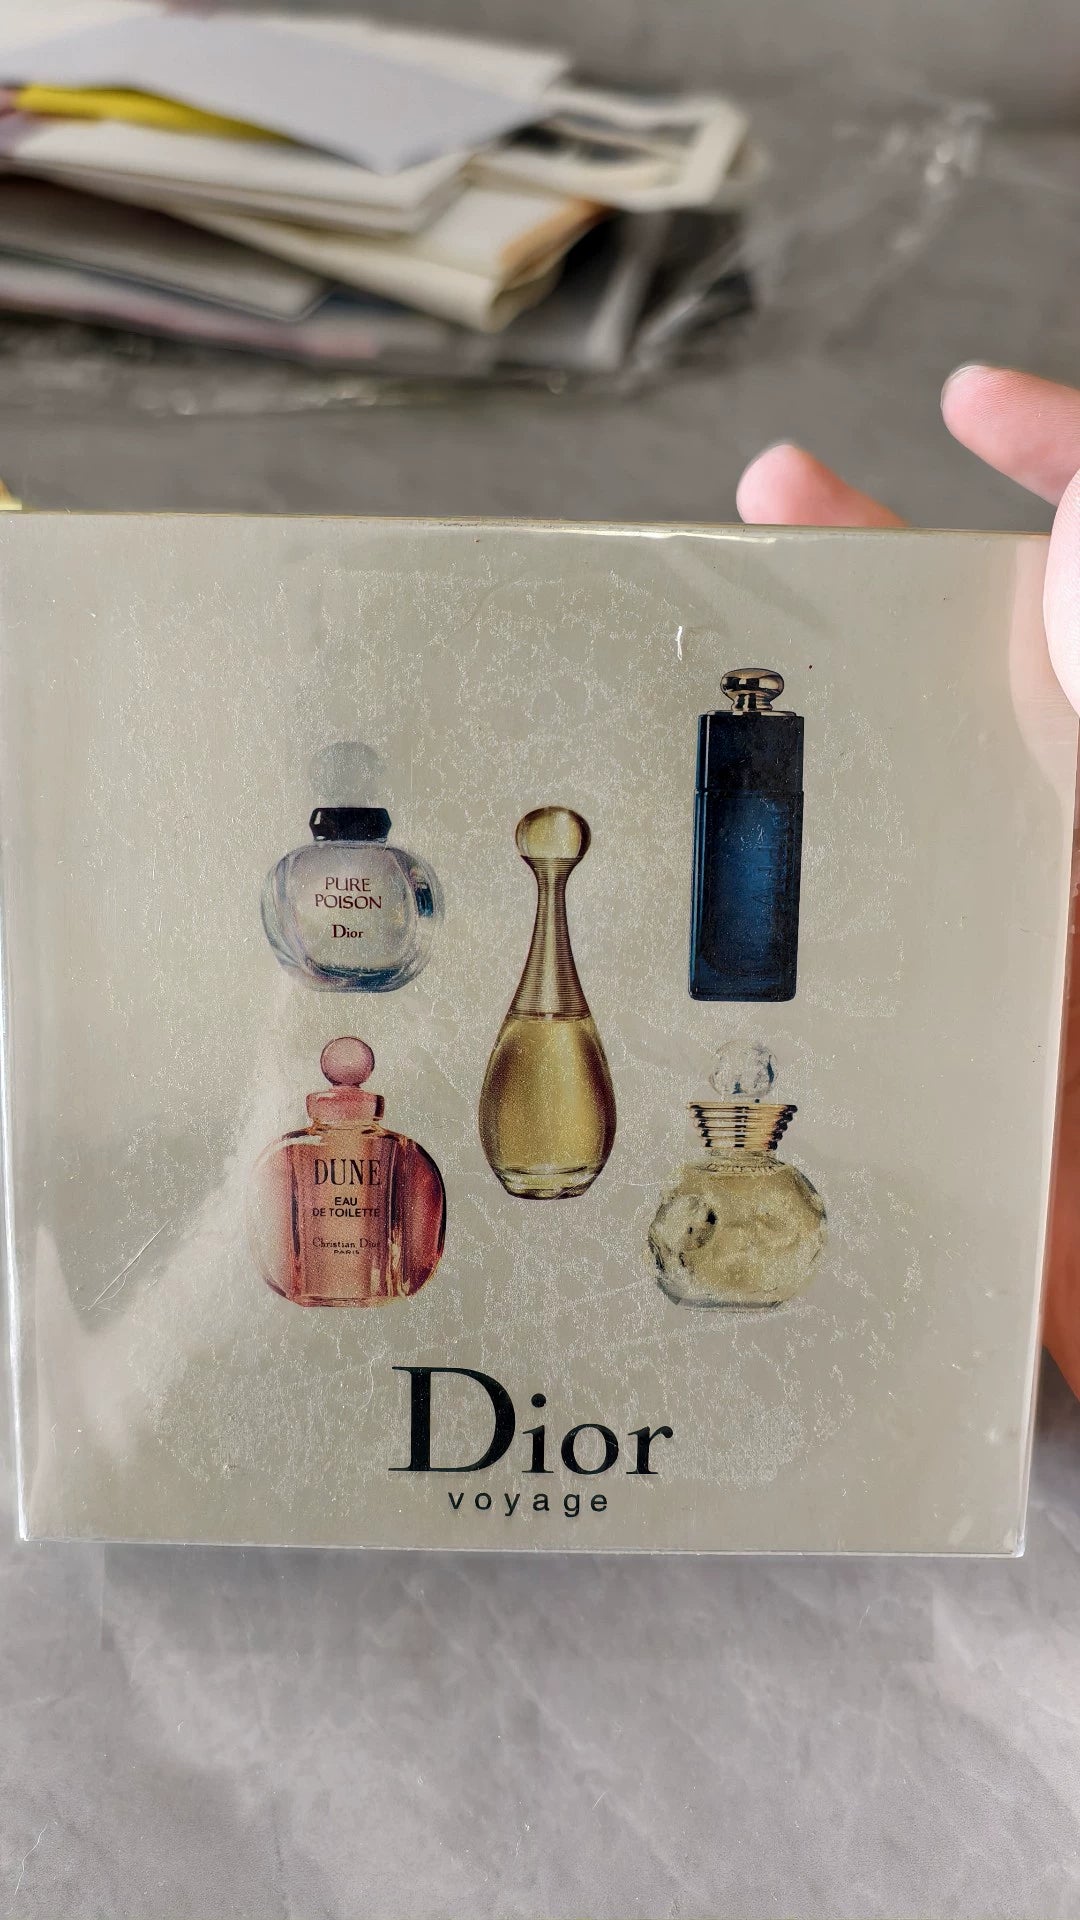 PURE
POISON
Dior
DUNE
EAU
DE TOILETTE
Christian Dior
PARIS
Dior
voyage